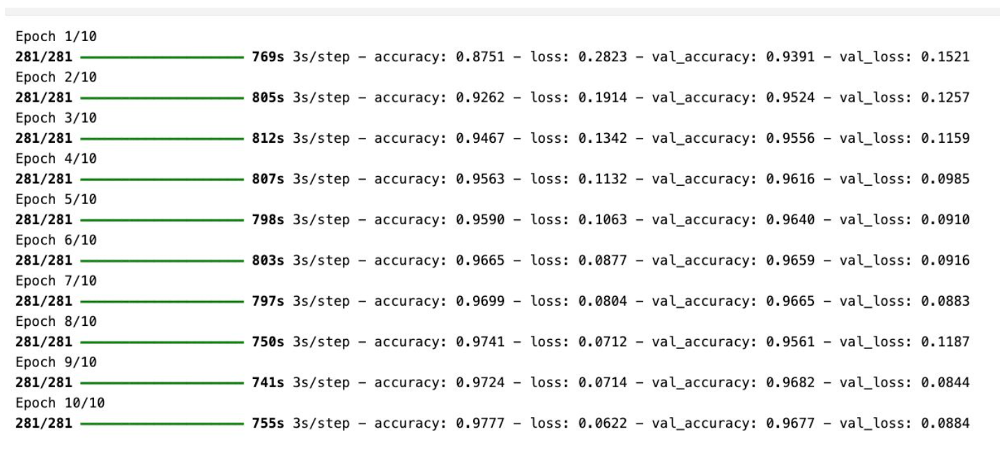 Epoch 1/10
281/281 ━━━━━━━━━━━━━━━━━━━━ 769s 3s/step - accuracy: 0.8751 - loss: 0.2823 - val_accuracy: 0.9391 - val_loss: 0.1521
Epoch 2/10
281/281 ━━━━━━━━━━━━━━━━━━━━ 805s 3s/step - accuracy: 0.9262 - loss: 0.1914 - val_accuracy: 0.9524 - val_loss: 0.1257
Epoch 3/10
281/281 ━━━━━━━━━━━━━━━━━━━━ 812s 3s/step - accuracy: 0.9467 - loss: 0.1342 - val_accuracy: 0.9556 - val_loss: 0.1159
Epoch 4/10
281/281 ━━━━━━━━━━━━━━━━━━━━ 807s 3s/step - accuracy: 0.9563 - loss: 0.1132 - val_accuracy: 0.9616 - val_loss: 0.0985
Epoch 5/10
281/281 ━━━━━━━━━━━━━━━━━━━━ 798s 3s/step - accuracy: 0.9590 - loss: 0.1063 - val_accuracy: 0.9640 - val_loss: 0.0910
Epoch 6/10
281/281 ━━━━━━━━━━━━━━━━━━━━ 803s 3s/step - accuracy: 0.9665 - loss: 0.0877 - val_accuracy: 0.9659 - val_loss: 0.0916
Epoch 7/10
281/281 ━━━━━━━━━━━━━━━━━━━━ 797s 3s/step - accuracy: 0.9699 - loss: 0.0804 - val_accuracy: 0.9665 - val_loss: 0.0883
Epoch 8/10
281/281 ━━━━━━━━━━━━━━━━━━━━ 750s 3s/step - accuracy: 0.9741 - loss: 0.0712 - val_accuracy: 0.9561 - val_loss: 0.1187
Epoch 9/10
281/281 ━━━━━━━━━━━━━━━━━━━━ 741s 3s/step - accuracy: 0.9724 - loss: 0.0714 - val_accuracy: 0.9682 - val_loss: 0.0844
Epoch 10/10
281/281 ━━━━━━━━━━━━━━━━━━━━ 755s 3s/step - accuracy: 0.9777 - loss: 0.0622 - val_accuracy: 0.9677 - val_loss: 0.0884